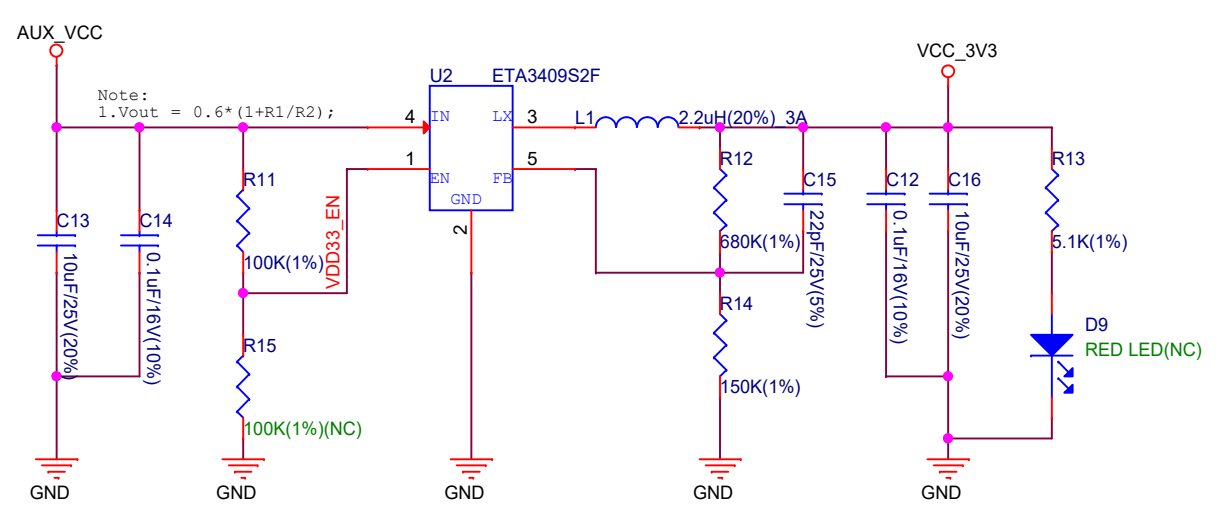 AUX_VCC
Note:
1.Vout = 0.6*(1+R1/R2);
U2
ETA3409S2F
4
IN
LX
3
1
EN
FB
5
GND
2
L1
2.2uH(20%)_3A
VCC_3V3
C13
10uF/25V(20%)
C14
0.1uF/16V(10%)
R11
100K(1%)
VDD33_EN
R15
100K(1%)(NC)
R12
680K(1%)
C15
22pF/25V(5%)
R14
150K(1%)
C12
0.1uF/16V(10%)
C16
10uF/25V(20%)
R13
5.1K(1%)
D9
RED LED(NC)
GND
GND
GND
GND
GND